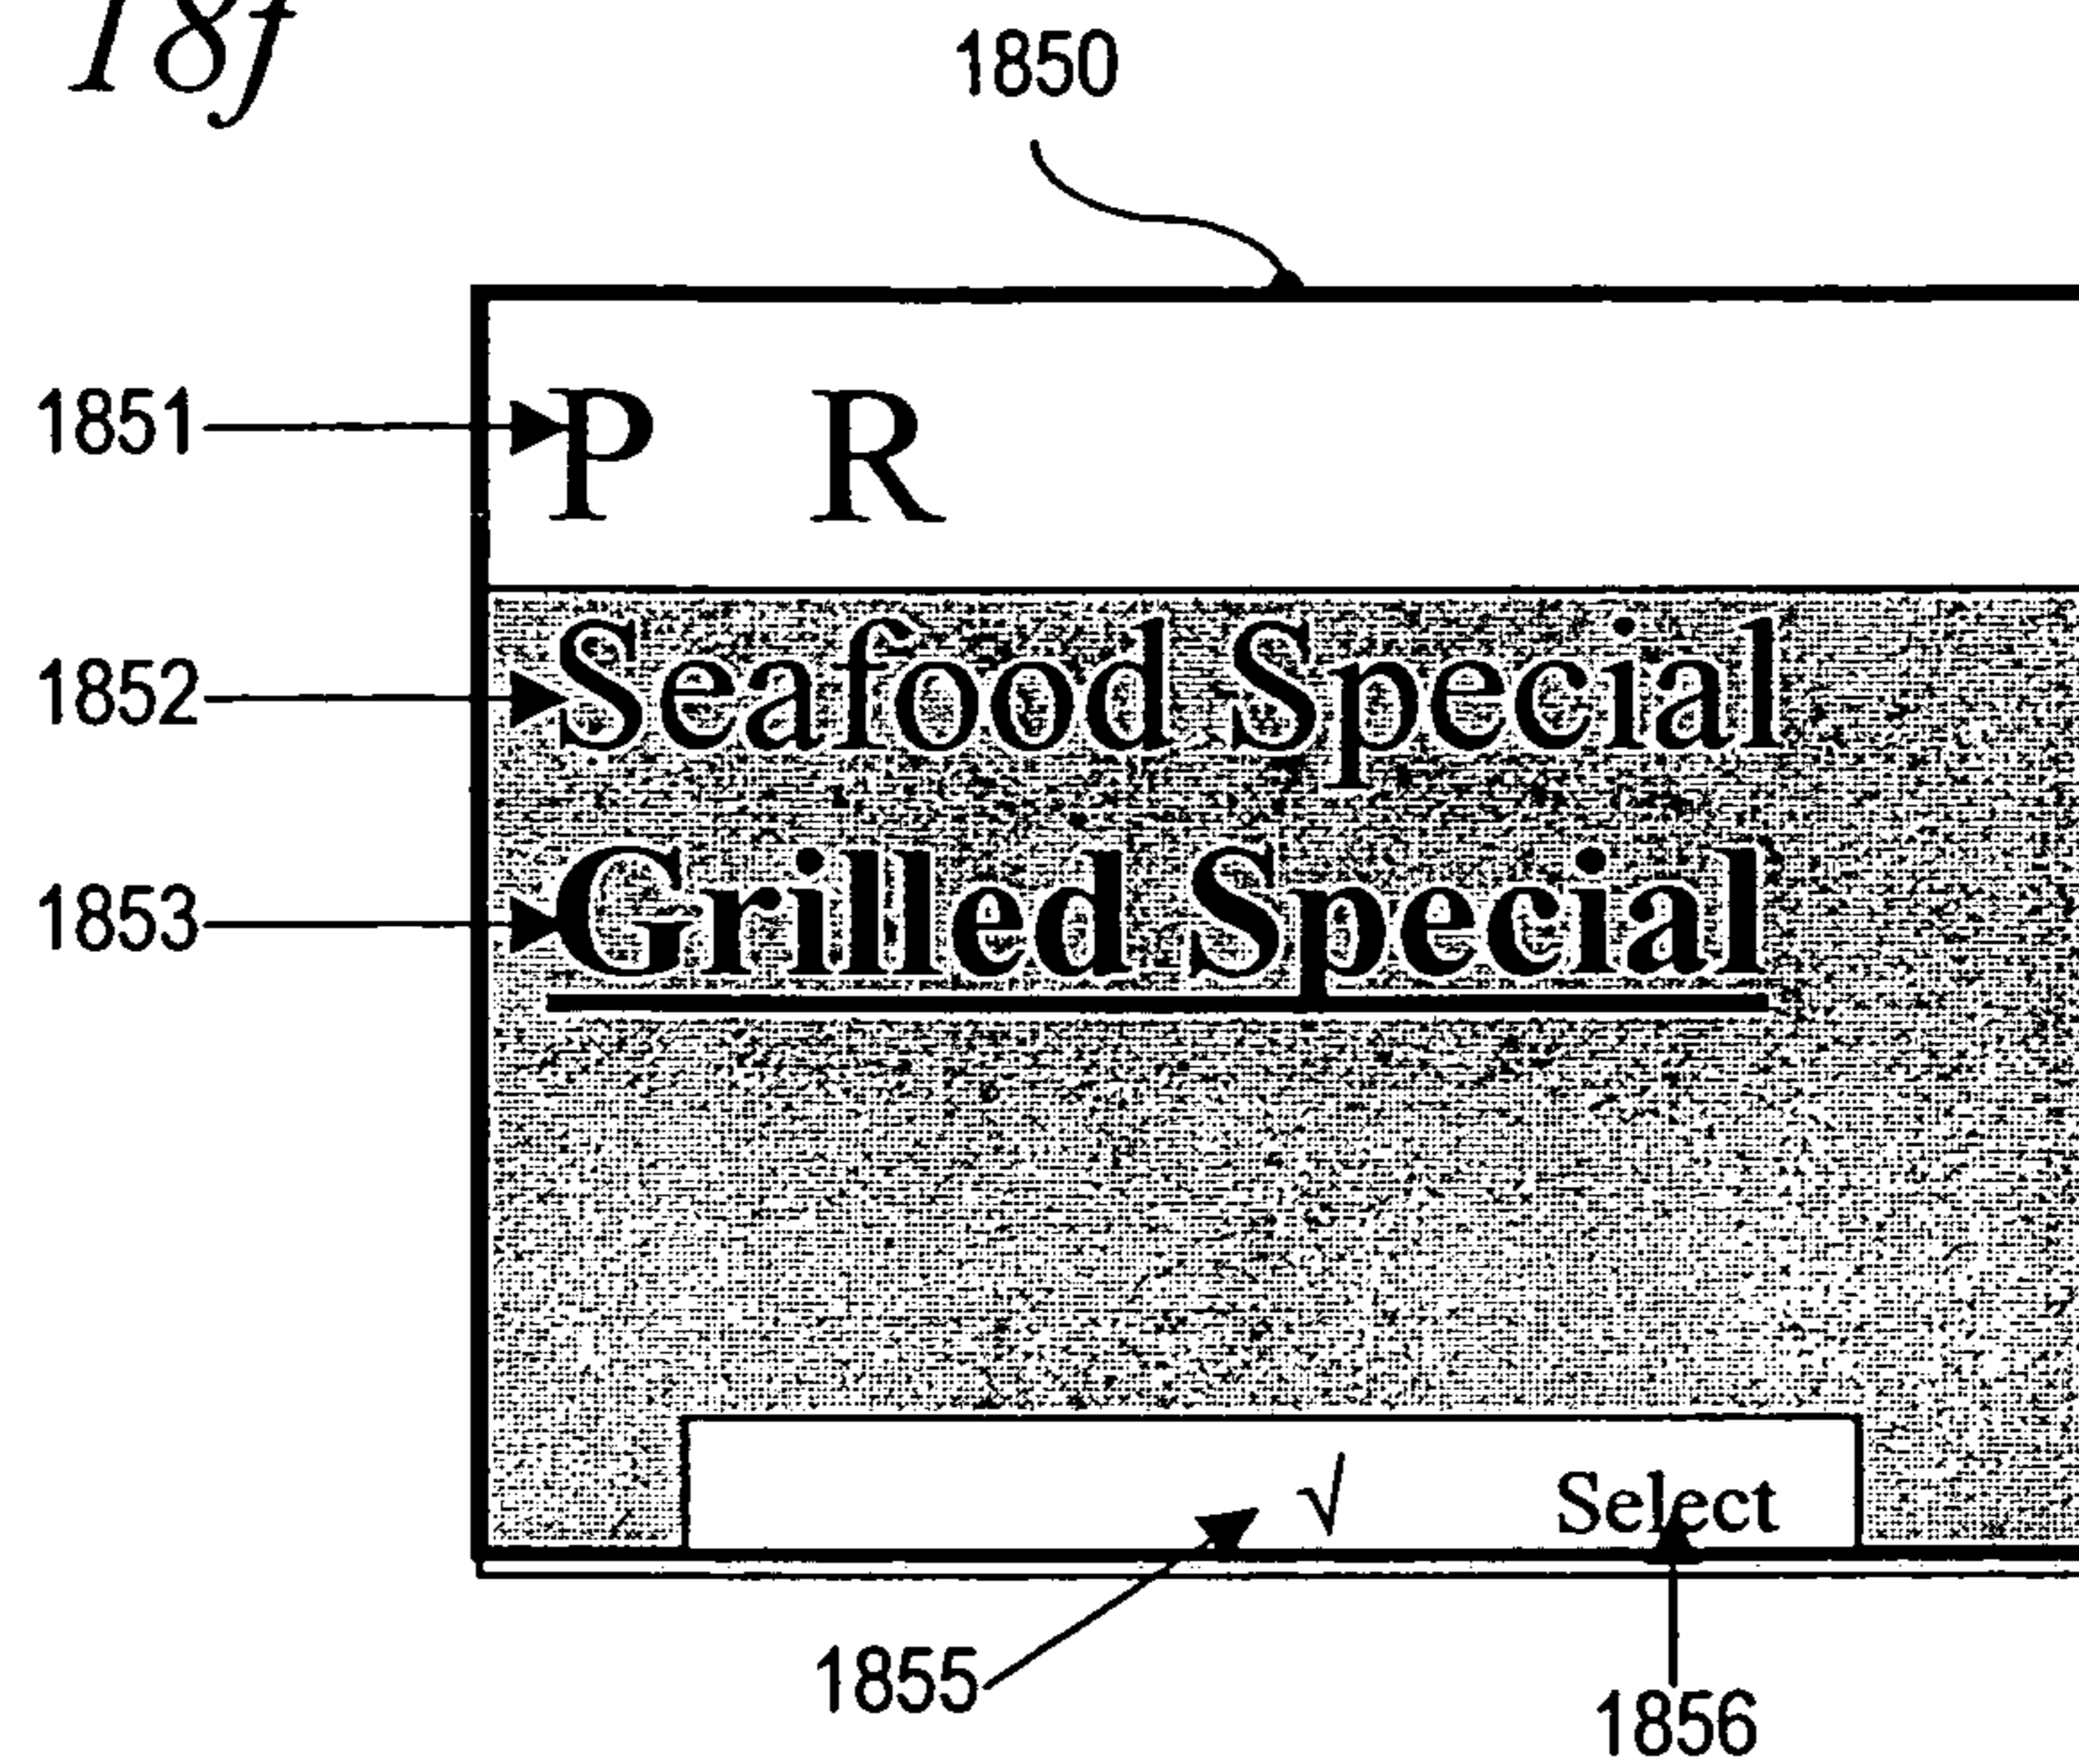 18f
1850
1851 P R
1852 Seafood Special
1853 Grilled Special
√ Select
1855
1856